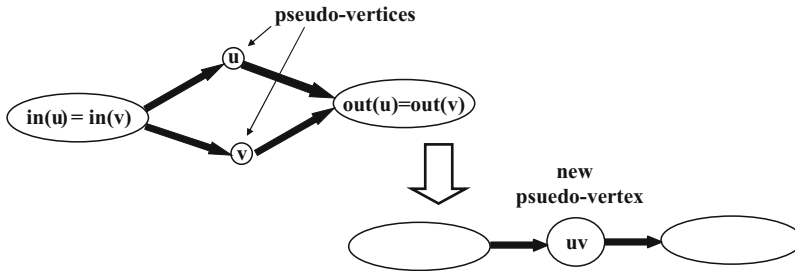 pseudo-vertices
u
in(u) = in(v)
out(u)=out(v)
v
new
psuedo-vertex
uv